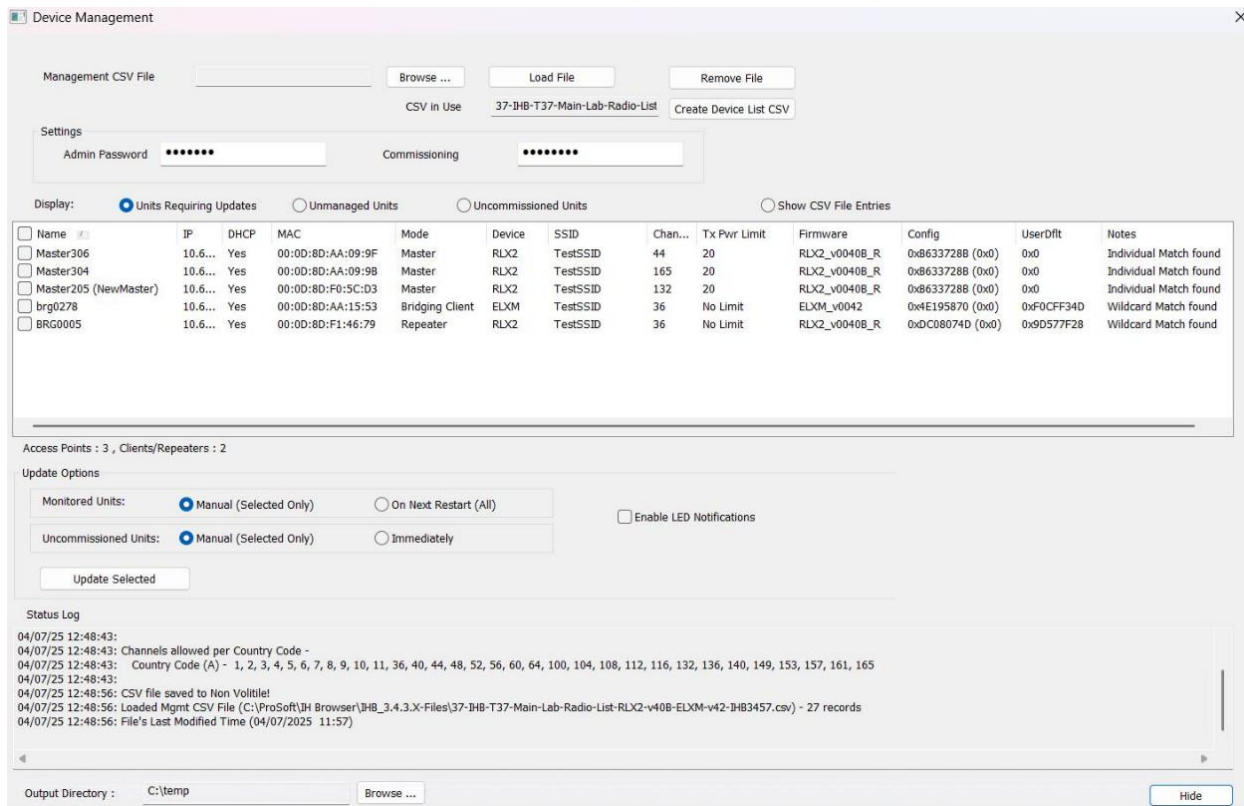 Device Management
Management CSV File Browse ... Load File Remove File
CSV in Use 37-IHB-T37-Main-Lab-Radio-List Create Device List CSV
Settings
Admin Password ●●●●●●● Commissioning ●●●●●●●●
Display: Units Requiring Updates Unmanaged Units Uncommissioned Units Show CSV File Entries
Name IP DHCP MAC Mode Device SSID Chan... Tx Pwr Limit Firmware Config UserDflt Notes
Master306 10.6... Yes 00:0D:8D:AA:09:9F Master RLX2 TestSSID 44 20 RLX2_v0040B_R 0xB633728B (0x0) 0x0 Individual Match found
Master304 10.6... Yes 00:0D:8D:AA:09:9B Master RLX2 TestSSID 165 20 RLX2_v0040B_R 0xB633728B (0x0) 0x0 Individual Match found
Master205 (NewMaster) 10.6... Yes 00:0D:8D:F0:5C:D3 Master RLX2 TestSSID 132 20 RLX2_v0040B_R 0xB633728B (0x0) 0x0 Individual Match found
brg0278 10.6... Yes 00:0D:8D:AA:15:53 Bridging Client ELXM TestSSID 36 No Limit ELXM_v0042 0x4E195870 (0x0) 0xF0CFF34D Wildcard Match found
BRG0005 10.6... Yes 00:0D:8D:F1:46:79 Repeater RLX2 TestSSID 36 No Limit RLX2_v0040B_R 0xDC08074D (0x0) 0x9D577F28 Wildcard Match found
Access Points : 3 , Clients/Repeaters : 2
Update Options
Monitored Units: Manual (Selected Only) On Next Restart (All)
Enable LED Notifications
Uncommissioned Units: Manual (Selected Only) Immediately
Update Selected
Status Log
04/07/25 12:48:43:
04/07/25 12:48:43: Channels allowed per Country Code -
04/07/25 12:48:43: Country Code (A) - 1, 2, 3, 4, 5, 6, 7, 8, 9, 10, 11, 36, 40, 44, 48, 52, 56, 60, 64, 100, 104, 108, 112, 116, 132, 136, 140, 149, 153, 157, 161, 165
04/07/25 12:48:43:
04/07/25 12:48:56: CSV file saved to Non Volitile!
04/07/25 12:48:56: Loaded Mgmt CSV File (C:\ProSoft\IH Browser\IHB_3.4.3.X-Files\37-IHB-T37-Main-Lab-Radio-List-RLX2-v40B-ELXM-v42-IHB3457.csv) - 27 records
04/07/25 12:48:56: File's Last Modified Time (04/07/2025 11:57)
Output Directory : C:\temp Browse ... Hide